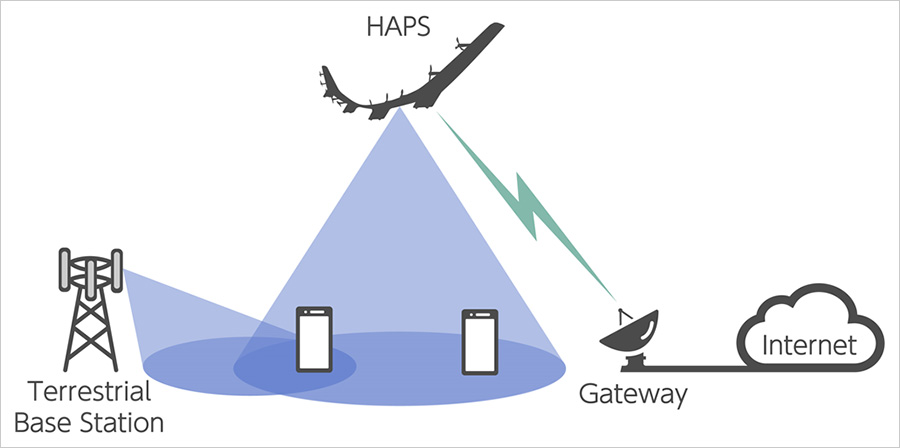 HAPS
Terrestrial
Base Station
Gateway
Internet